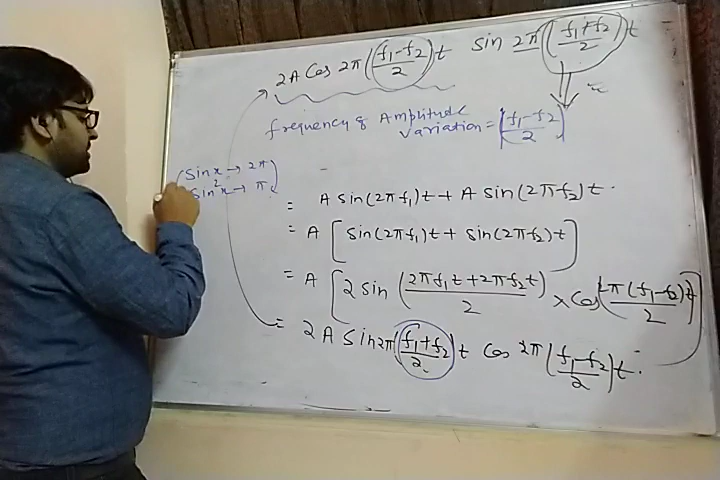 2A Cos 2π((f₁-f₂)/2)t sin 2π((f₁+f₂)/2)t
frequency of Amplitude
variation = |(f₁-f₂)/2|
(sin x → 2π
sin²x → π)
= A sin(2πf₁)t + A sin(2πf₂)t.
= A [sin(2πf₁)t + sin(2πf₂)t]
= A [2 sin ((2πf₁t+2πf₂t)/2) × Cos(2π(f₁-f₂)t/2)]
= 2A sin2π((f₁+f₂)/2)t Cos 2π((f₁-f₂)/2)t.